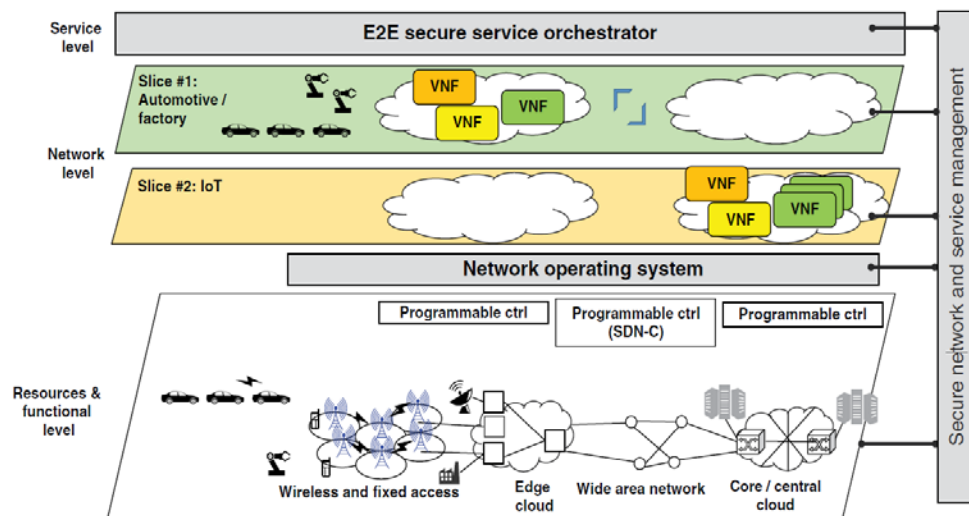 Service
level
E2E secure service orchestrator
Slice #1:
Automotive /
factory
VNF
VNF
VNF
Network
level
Slice #2: IoT
VNF
VNF
VNF
Network operating system
Programmable ctrl
Programmable ctrl
(SDN-C)
Programmable ctrl
Resources &
functional
level
Wireless and fixed access
Edge
cloud
Wide area network
Core / central
cloud
Secure network and service management